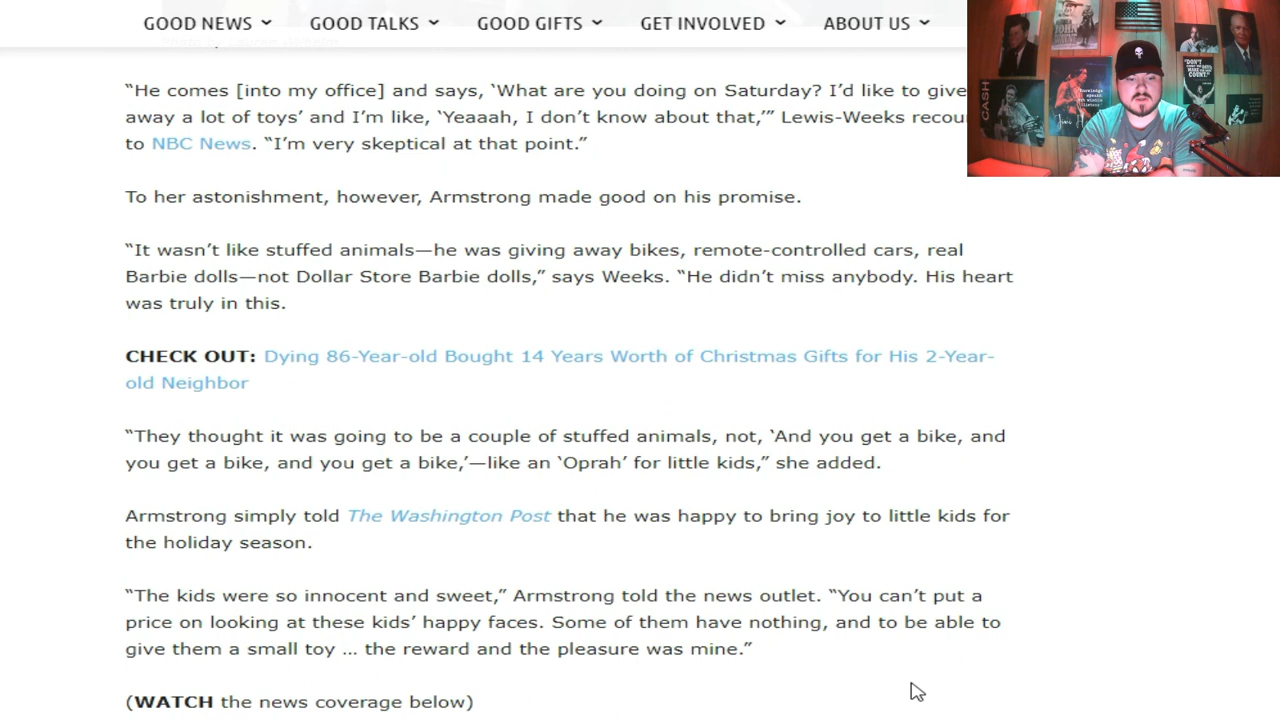 GOOD NEWS GOOD TALKS GOOD GIFTS GET INVOLVED ABOUT US
“He comes [into my office] and says, ‘What are you doing on Saturday? I’d like to give
away a lot of toys’ and I’m like, ‘Yeaaah, I don’t know about that,’” Lewis-Weeks
to NBC News. “I’m very skeptical at that point.”
To her astonishment, however, Armstrong made good on his promise.
“It wasn’t like stuffed animals—he was giving away bikes, remote-controlled cars, real
Barbie dolls—not Dollar Store Barbie dolls,” says Weeks. “He didn’t miss anybody. His heart
was truly in this.
CHECK OUT: Dying 86-Year-old Bought 14 Years Worth of Christmas Gifts for His 2-Year-
old Neighbor
“They thought it was going to be a couple of stuffed animals, not, ‘And you get a bike, and
you get a bike, and you get a bike,’—like an ‘Oprah’ for little kids,” she added.
Armstrong simply told The Washington Post that he was happy to bring joy to little kids for
the holiday season.
“The kids were so innocent and sweet,” Armstrong told the news outlet. “You can’t put a
price on looking at these kids’ happy faces. Some of them have nothing, and to be able to
give them a small toy ... the reward and the pleasure was mine.”
(WATCH the news coverage below)
CASH
JOHN
"DON'T
COUNT."